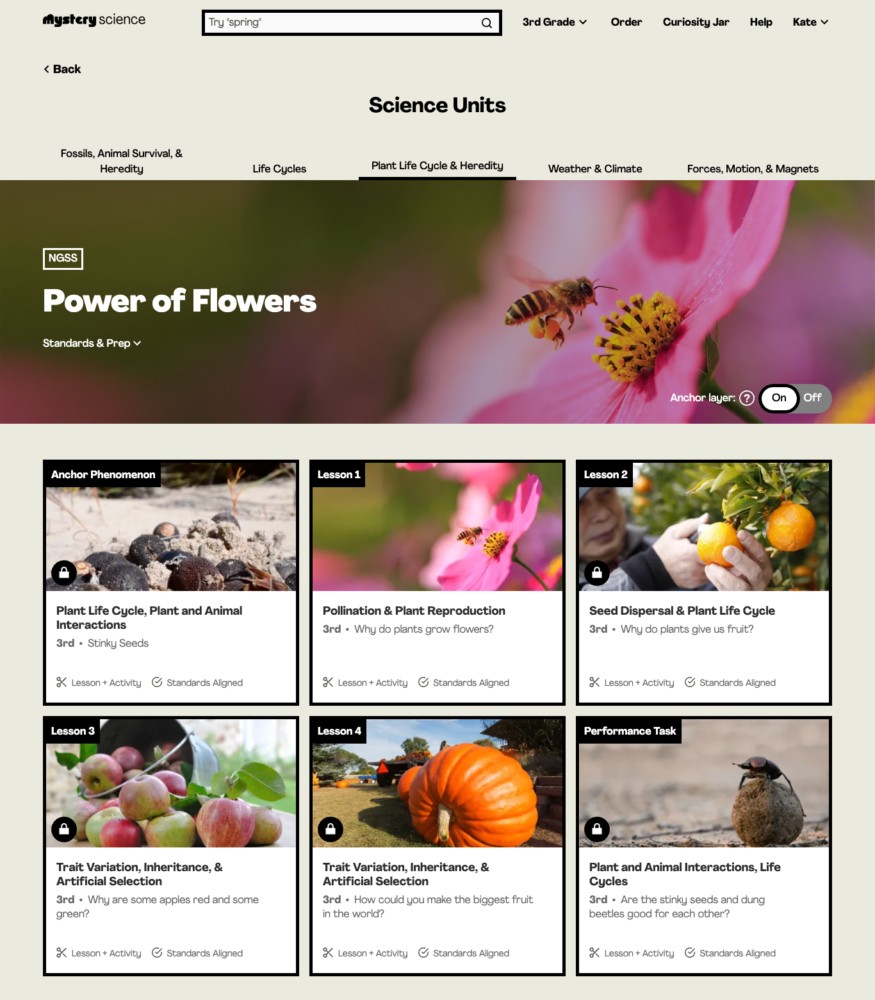 Mystery science
Try "spring"
3rd Grade
Order
Curiosity Jar
Help
Kate
Back
Science Units
Fossils, Animal Survival, &
Heredity
Life Cycles
Plant Life Cycle & Heredity
Weather & Climate
Forces, Motion, & Magnets
NGSS
Power of Flowers
Standards & Prep
Anchor layer: ? On Off
Anchor Phenomenon
Plant Life Cycle, Plant and Animal
Interactions
3rd • Stinky Seeds
Lesson + Activity Standards Aligned
Lesson 1
Pollination & Plant Reproduction
3rd • Why do plants grow flowers?
Lesson + Activity Standards Aligned
Lesson 2
Seed Dispersal & Plant Life Cycle
3rd • Why do plants give us fruit?
Lesson + Activity Standards Aligned
Lesson 3
Trait Variation, Inheritance, &
Artificial Selection
3rd • Why are some apples red and some
green?
Lesson + Activity Standards Aligned
Lesson 4
Trait Variation, Inheritance, &
Artificial Selection
3rd • How could you make the biggest fruit
in the world?
Lesson + Activity Standards Aligned
Performance Task
Plant and Animal Interactions, Life
Cycles
3rd • Are the stinky seeds and dung
beetles good for each other?
Lesson + Activity Standards Aligned